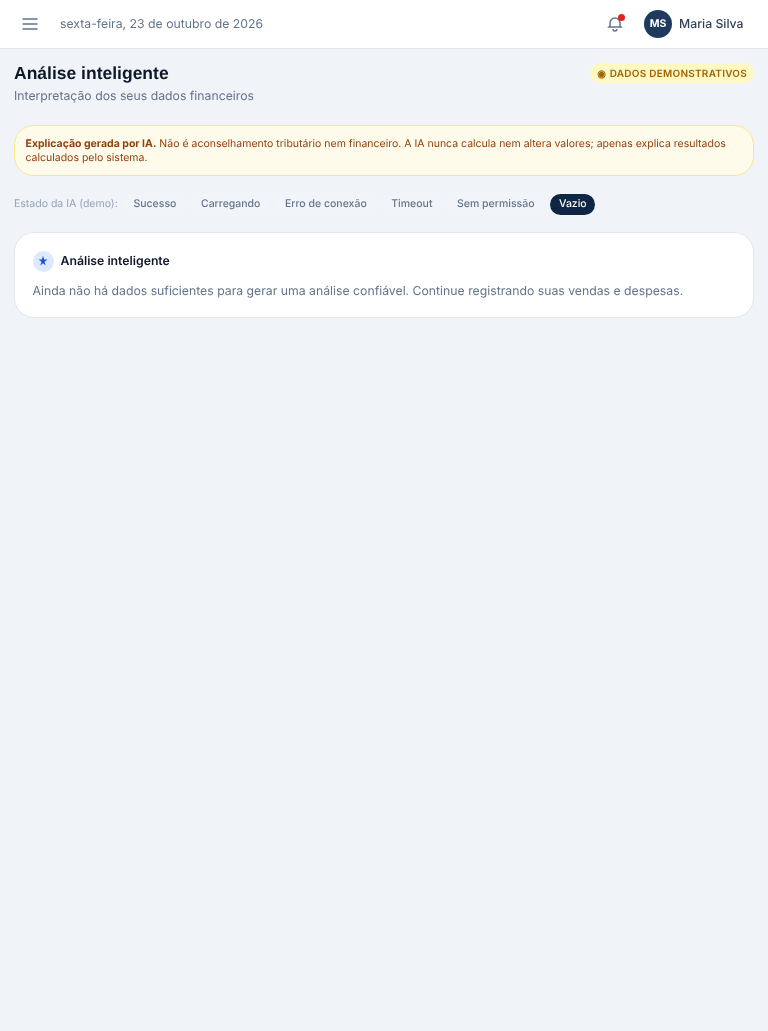 sexta-feira, 23 de outubro de 2026
MS Maria Silva
Análise inteligente
◉ DADOS DEMONSTRATIVOS
Interpretação dos seus dados financeiros
Explicação gerada por IA. Não é aconselhamento tributário nem financeiro. A IA nunca calcula nem altera valores; apenas explica resultados
calculados pelo sistema.
Estado da IA (demo): Sucesso Carregando Erro de conexão Timeout Sem permissão Vazio
Análise inteligente
Ainda não há dados suficientes para gerar uma análise confiável. Continue registrando suas vendas e despesas.